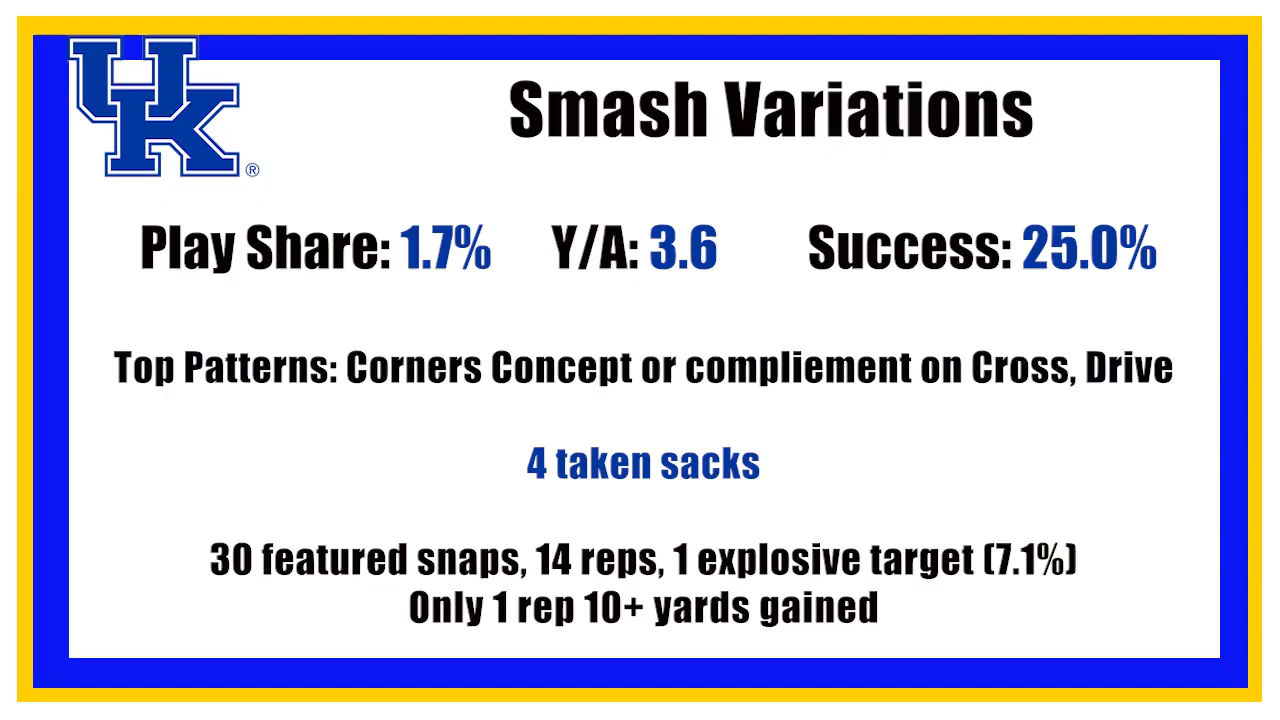 UK ®
Smash Variations
Play Share: 1.7% Y/A: 3.6 Success: 25.0%
Top Patterns: Corners Concept or compliement on Cross, Drive
4 taken sacks
30 featured snaps, 14 reps, 1 explosive target (7.1%)
Only 1 rep 10+ yards gained